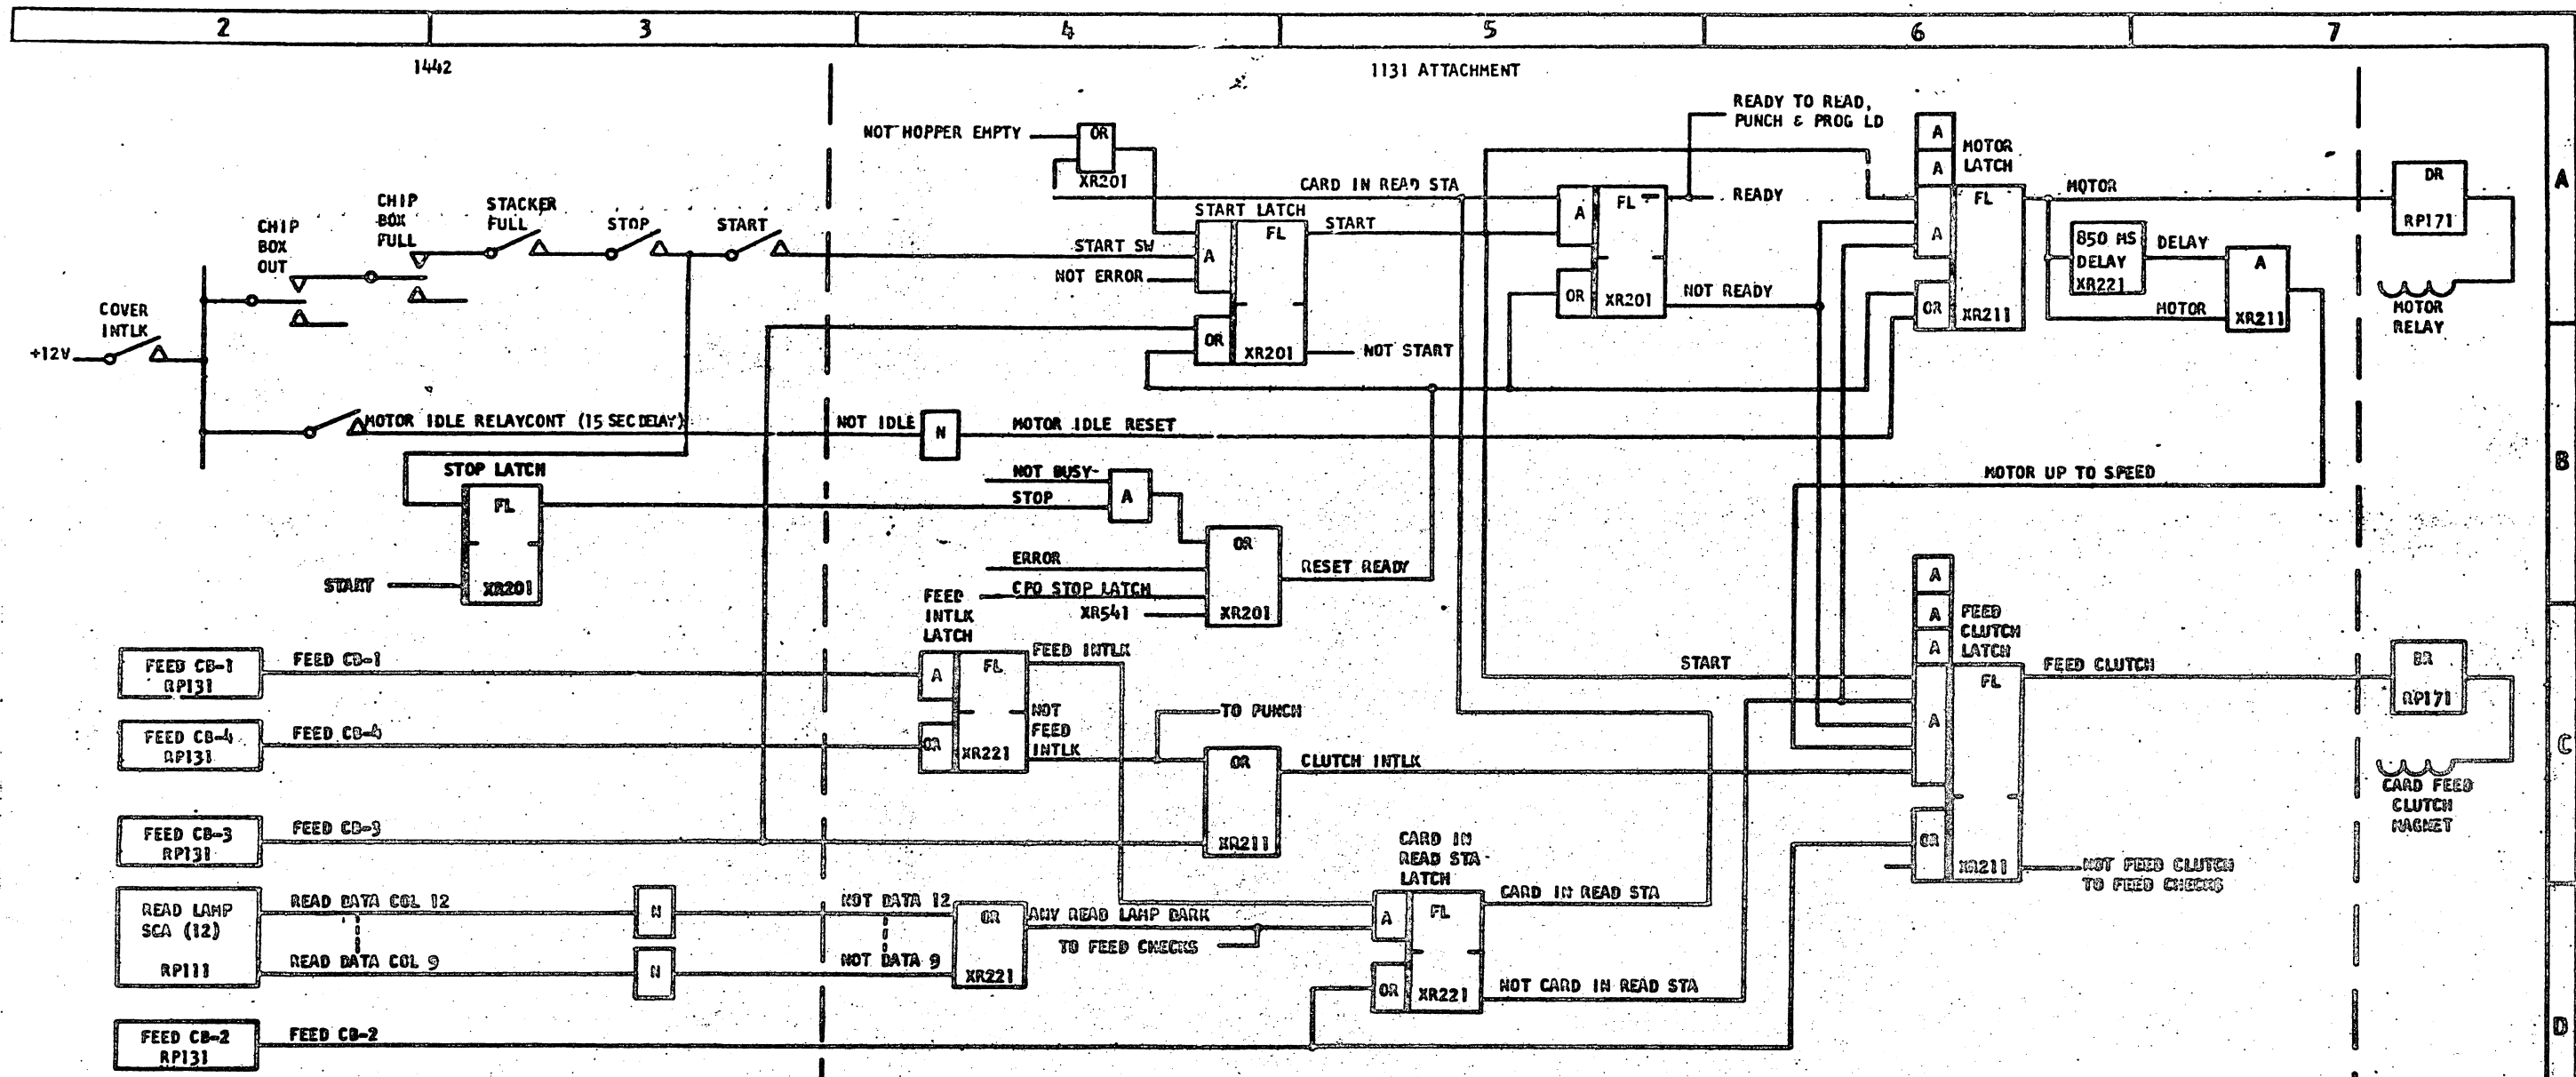 2 3 4 5 6 7
1442
1131 ATTACHMENT
A
B
C
D
COVER
INTLK
+12V
CHIP
BOX
OUT
CHIP
BOX
FULL
STACKER
FULL
STOP
START
MOTOR IDLE RELAYCONT (15 SEC DELAY)
STOP LATCH
FL
XR201
START
NOT HOPPER EMPTY
OR
XR201
CARD IN READ STA
START LATCH
START SW
NOT ERROR
A
FL
OR
XR201
START
NOT START
READY TO READ,
PUNCH & PROG LD
A
FL
READY
OR
XR201
NOT READY
A
A
MOTOR
LATCH
A
FL
OR
XR211
MOTOR
850 MS
DELAY
XR221
DELAY
MOTOR
A
XR211
DR
RP171
MOTOR
RELAY
NOT IDLE
N
MOTOR IDLE RESET
NOT BUSY
STOP
A
ERROR
CPO STOP LATCH
XR541
OR
XR201
RESET READY
MOTOR UP TO SPEED
FEED
INTLK
LATCH
A
FL
OR
XR221
FEED INTLK
NOT
FEED
INTLK
TO PUNCH
OR
XR211
CLUTCH INTLK
START
A
A
A
FEED
CLUTCH
LATCH
FL
A
OR
XR211
FEED CLUTCH
NOT FEED CLUTCH
TO FEED CHECKS
DR
RP171
CARD FEED
CLUTCH
MAGNET
FEED CB-1
RP131
FEED CB-1
FEED CB-4
RP131
FEED CB-4
FEED CB-3
RP131
FEED CB-3
READ LAMP
SCA (12)
RP111
READ DATA COL 12
READ DATA COL 9
N
N
NOT DATA 12
NOT DATA 9
OR
XR221
ANY READ LAMP DARK
TO FEED CHECKS
CARD IN
READ STA
LATCH
A
FL
OR
XR221
CARD IN READ STA
NOT CARD IN READ STA
FEED CB-2
RP131
FEED CB-2